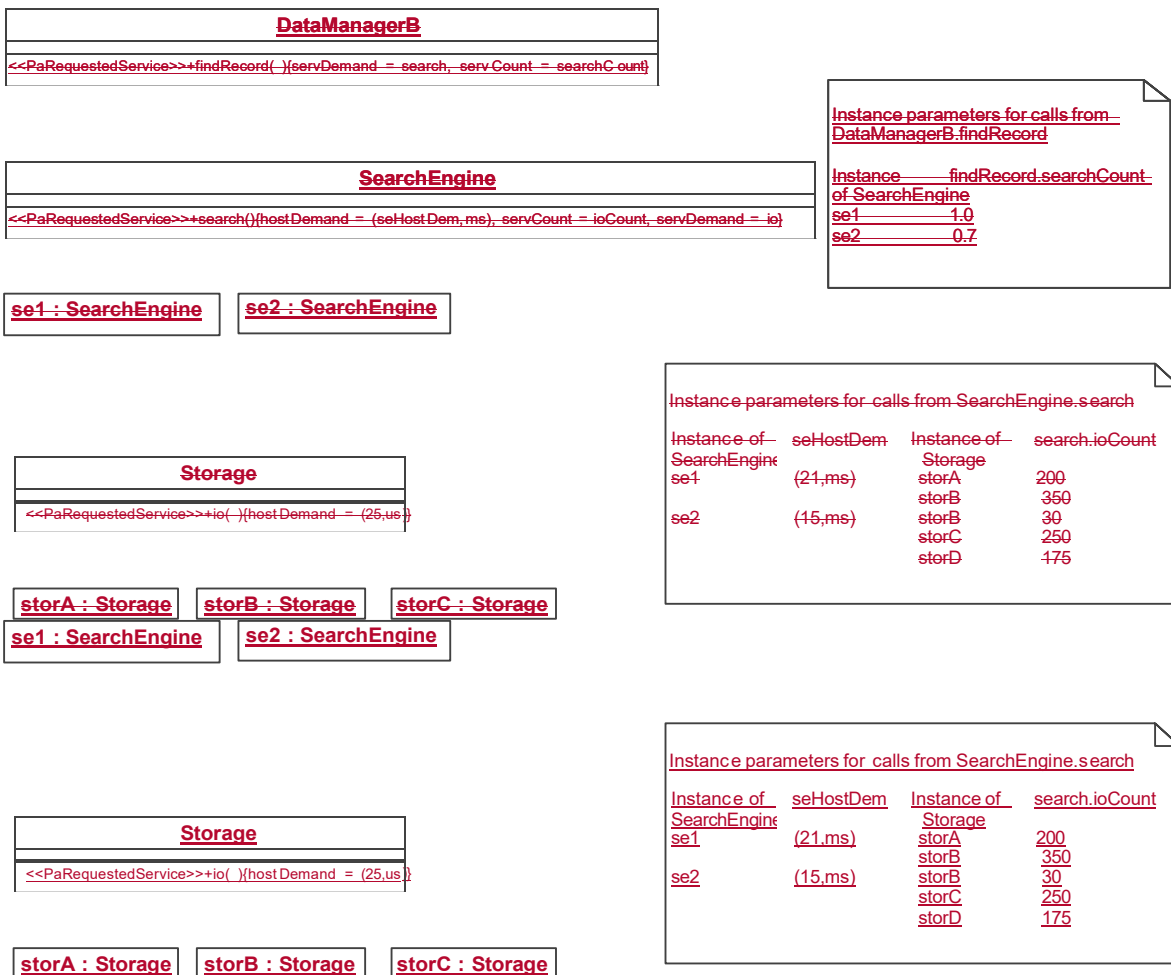 DataManagerB
<<PaRequestedService>>+findRecord( ){servDemand = search, serv Count = searchC ount}
Instance parameters for calls from
DataManagerB.findRecord
Instance findRecord.searchCount
of SearchEngine
se1 1.0
se2 0.7
SearchEngine
<<PaRequestedService>>+search(){hostDemand = (seHost Dem, ms), servCount = ioCount, servDemand = io}
se1 : SearchEngine se2 : SearchEngine
Instance parameters for calls from SearchEngine.search
Instance of seHostDem Instance of search.ioCount
SearchEngine Storage
se1 (21,ms) storA 200
storB 350
se2 (15,ms) storB 30
storC 250
storD 175
Storage
<<PaRequestedService>>+io( ){host Demand = (25,us)}
storA : Storage storB : Storage storC : Storage
se1 : SearchEngine se2 : SearchEngine
Instance parameters for calls from SearchEngine.search
Instance of seHostDem Instance of search.ioCount
SearchEngine Storage
se1 (21,ms) storA 200
storB 350
se2 (15,ms) storB 30
storC 250
storD 175
Storage
<<PaRequestedService>>+io( ){host Demand = (25,us)}
storA : Storage storB : Storage storC : Storage